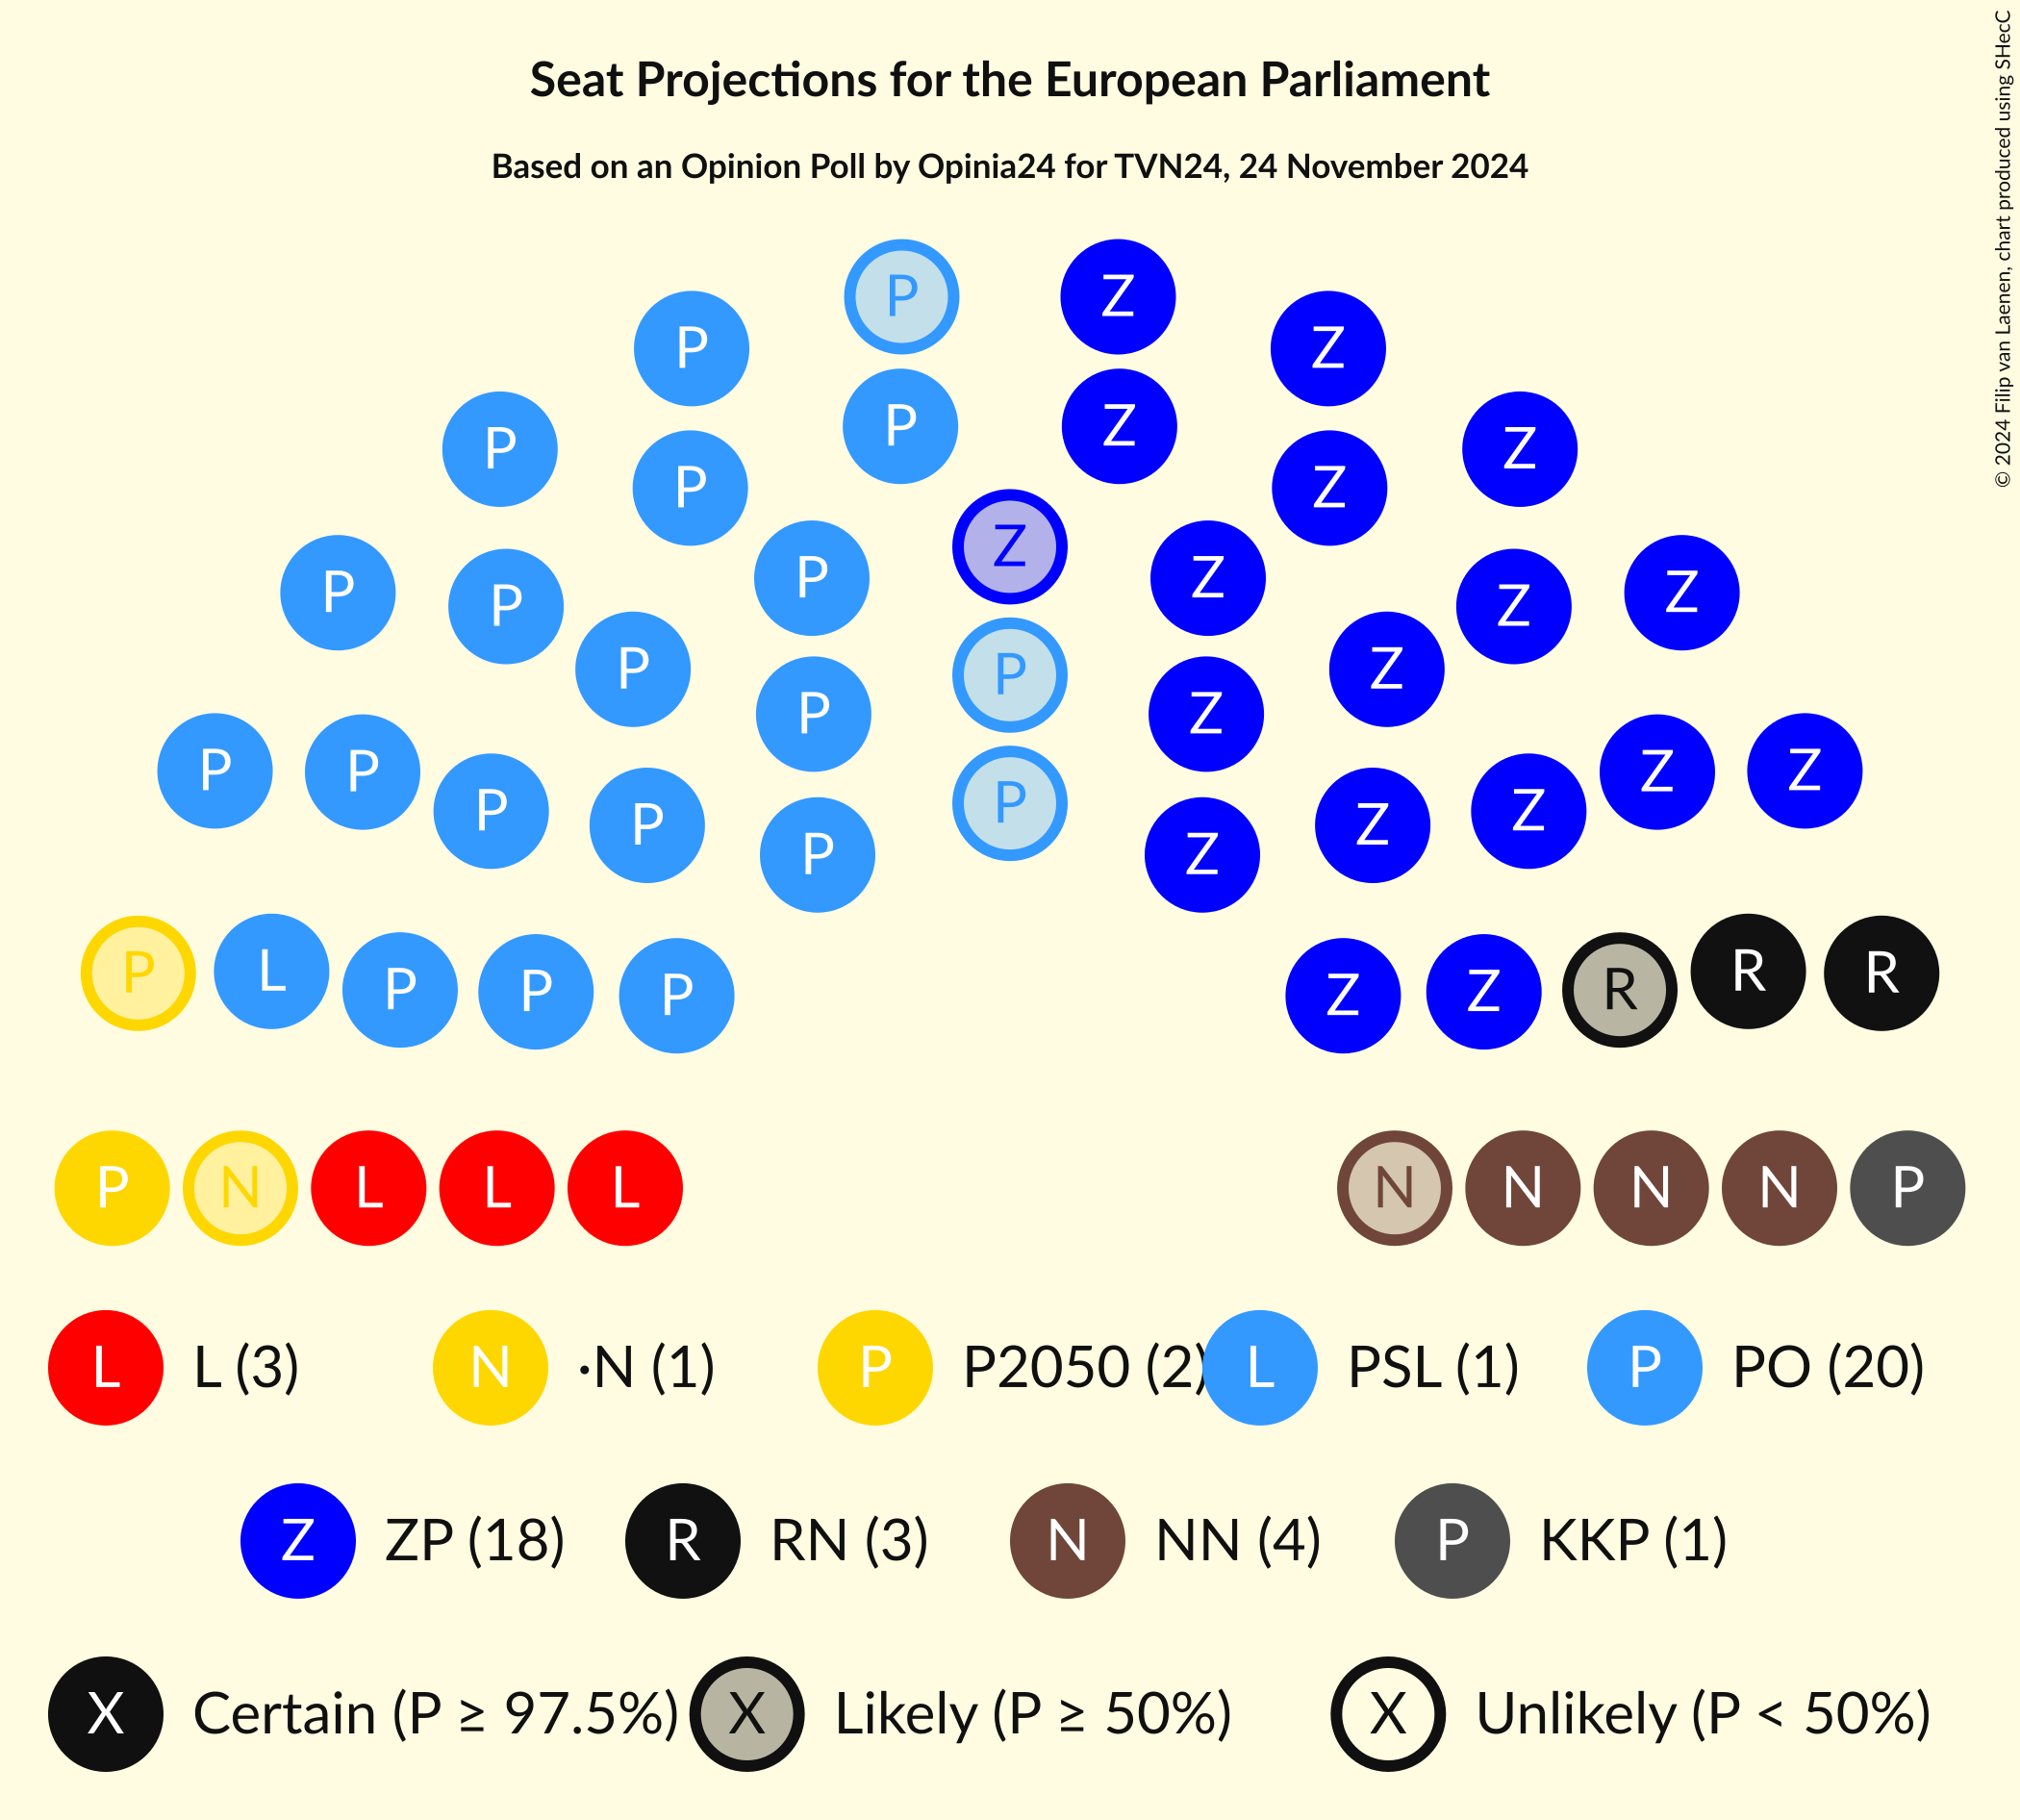 Seat Projections for the European Parliament
Based on an Opinion Poll by Opinia24 for TVN24, 24 November 2024
© 2024 Filip van Laenen, chart produced using SHecC
P Z
P Z
P Z
P Z
P Z
P Z
Z
P Z
P Z
P Z
P Z
P
P Z
P Z
P Z
P Z
P Z
P
P Z
P Z
P L P P P Z Z R R R
P N L L L N N N N P
L L (3) N ·N (1) P P2050 (2) L PSL (1) P PO (20)
Z ZP (18) R RN (3) N NN (4) P KKP (1)
X Certain (P ≥ 97.5%) X Likely (P ≥ 50%) X Unlikely (P < 50%)